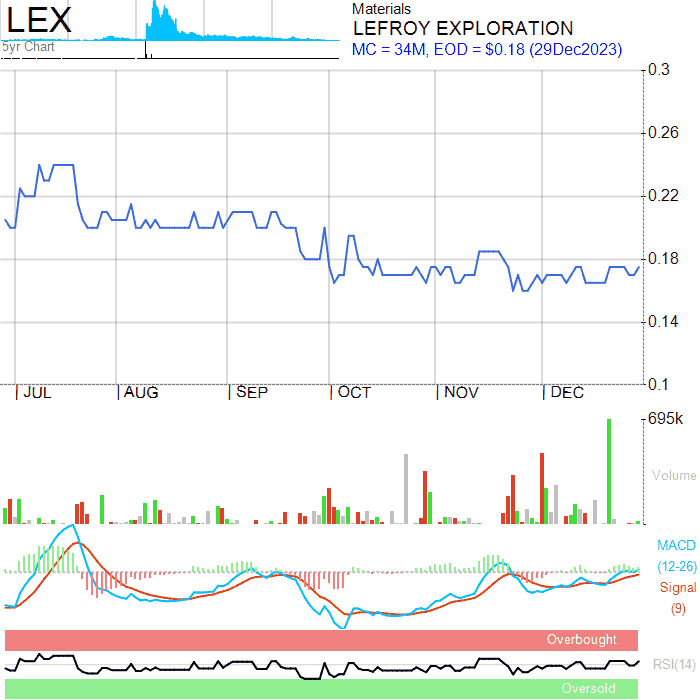 LEX
5yr Chart
Materials
LEFROY EXPLORATION
MC = 34M, EOD = $0.18 (29Dec2023)
0.3
0.26
0.22
0.18
0.14
0.1
JUL
AUG
SEP
OCT
NOV
DEC
695k
Volume
MACD
(12-26)
Signal
(9)
Overbought
RSI(14)
Oversold